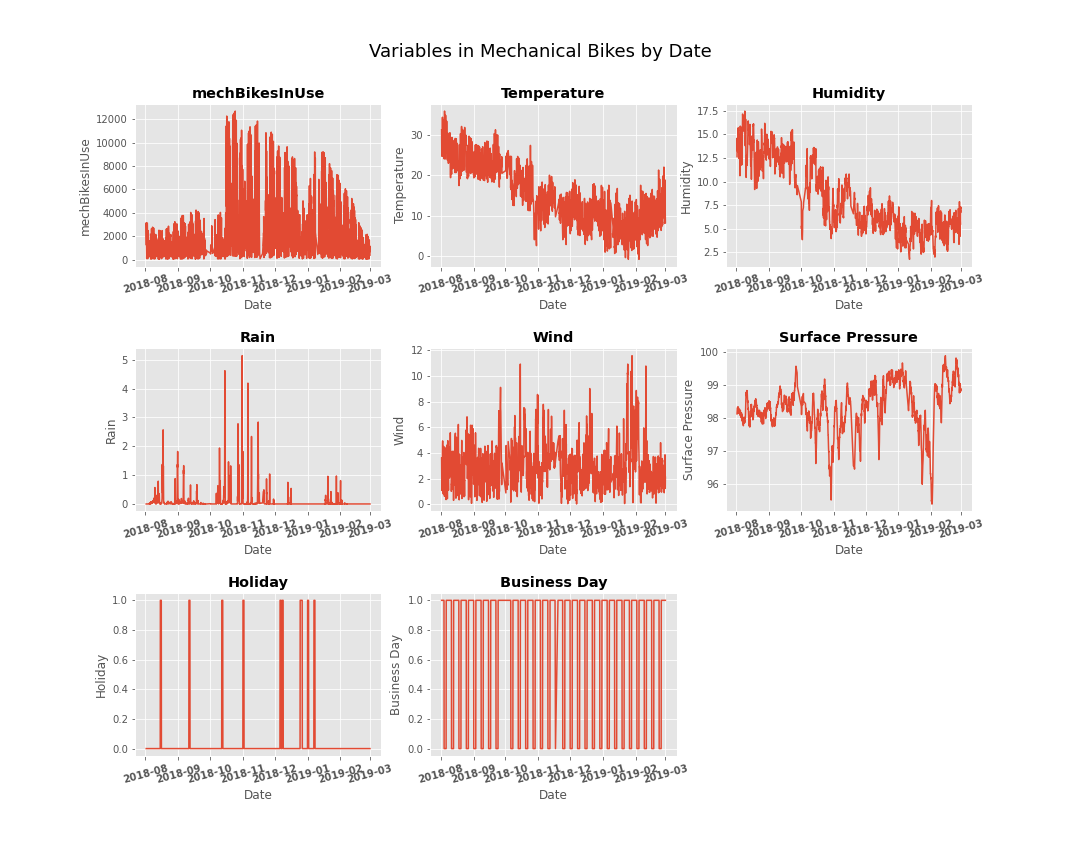 Variables in Mechanical Bikes by Date
mechBikesInUse
mechBikesInUse
12000
10000
8000
6000
4000
2000
0
2018-08 2018-09 2018-10 2018-11 2018-12 2019-01 2019-02 2019-03
Date
Temperature
Temperature
30
20
10
0
2018-08 2018-09 2018-10 2018-11 2018-12 2019-01 2019-02 2019-03
Date
Humidity
Humidity
17.5
15.0
12.5
10.0
7.5
5.0
2.5
2018-08 2018-09 2018-10 2018-11 2018-12 2019-01 2019-02 2019-03
Date
Rain
Rain
5
4
3
2
1
0
2018-08 2018-09 2018-10 2018-11 2018-12 2019-01 2019-02 2019-03
Date
Wind
Wind
12
10
8
6
4
2
0
2018-08 2018-09 2018-10 2018-11 2018-12 2019-01 2019-02 2019-03
Date
Surface Pressure
Surface Pressure
100
99
98
97
96
2018-08 2018-09 2018-10 2018-11 2018-12 2019-01 2019-02 2019-03
Date
Holiday
Holiday
1.0
0.8
0.6
0.4
0.2
0.0
2018-08 2018-09 2018-10 2018-11 2018-12 2019-01 2019-02 2019-03
Date
Business Day
Business Day
1.0
0.8
0.6
0.4
0.2
0.0
2018-08 2018-09 2018-10 2018-11 2018-12 2019-01 2019-02 2019-03
Date